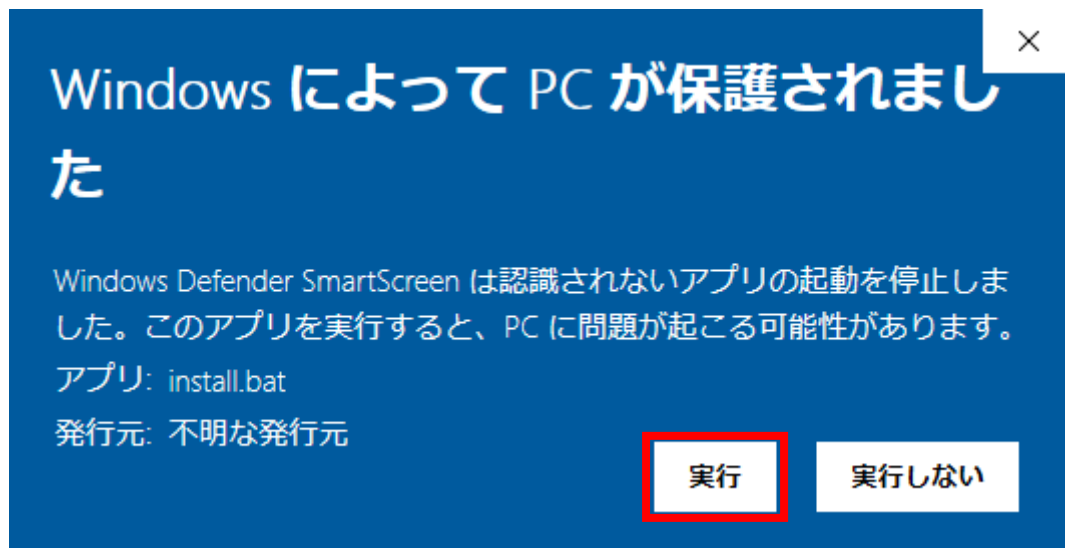 Windows によって PC が保護されまし
た
Windows Defender SmartScreen は認識されないアプリの起動を停止しま
した。このアプリを実行すると、PC に問題が起こる可能性があります。
アプリ: install.bat
発行元: 不明な発行元
実行 実行しない